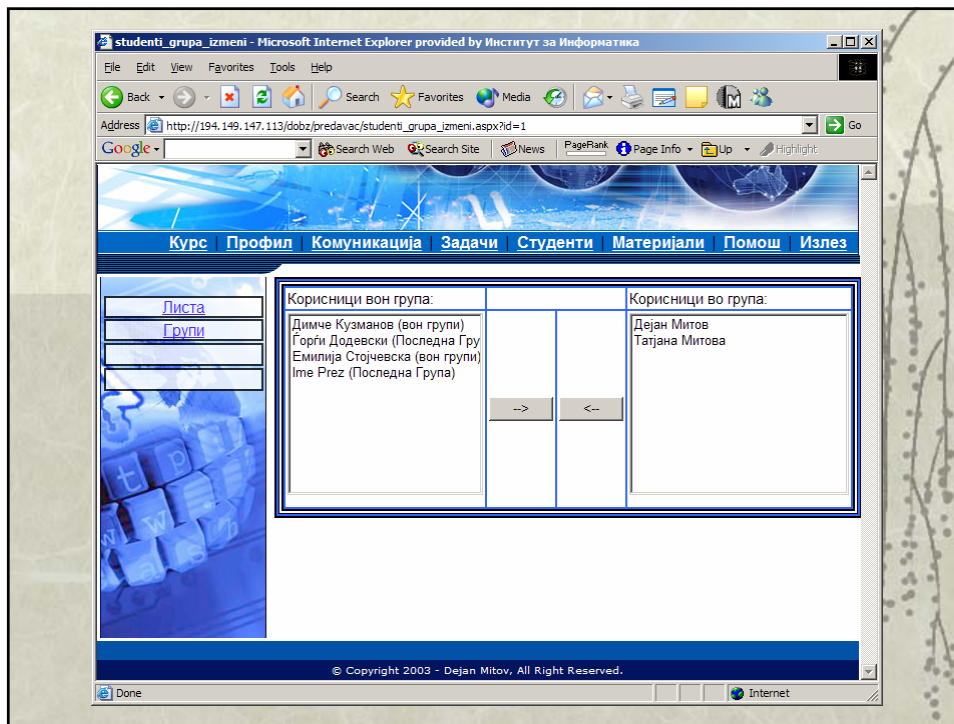 studenti_grupa_izmeni - Microsoft Internet Explorer provided by Институт за Информатика
File Edit View Favorites Tools Help
Back Search Favorites Media
Address http://194.149.147.113/dobz/predavac/studenti_grupa_izmeni.aspx?id=1 Go
Google Search Web Search Site News PageRank Page Info Up Highlight
Курс | Профил | Комуникација | Задачи | Студенти | Материјали | Помош | Излез
Листа
Групи
Корисници вон група: Корисници во група:
Димче Кузманов (вон групи) Дејан Митов
Ѓорѓи Додевски (Последна Гру Татјана Митова
Емилија Стојчевска (вон групи)
Ime Prez (Последна Група)
--> <--
© Copyright 2003 - Dejan Mitov, All Right Reserved.
Done Internet